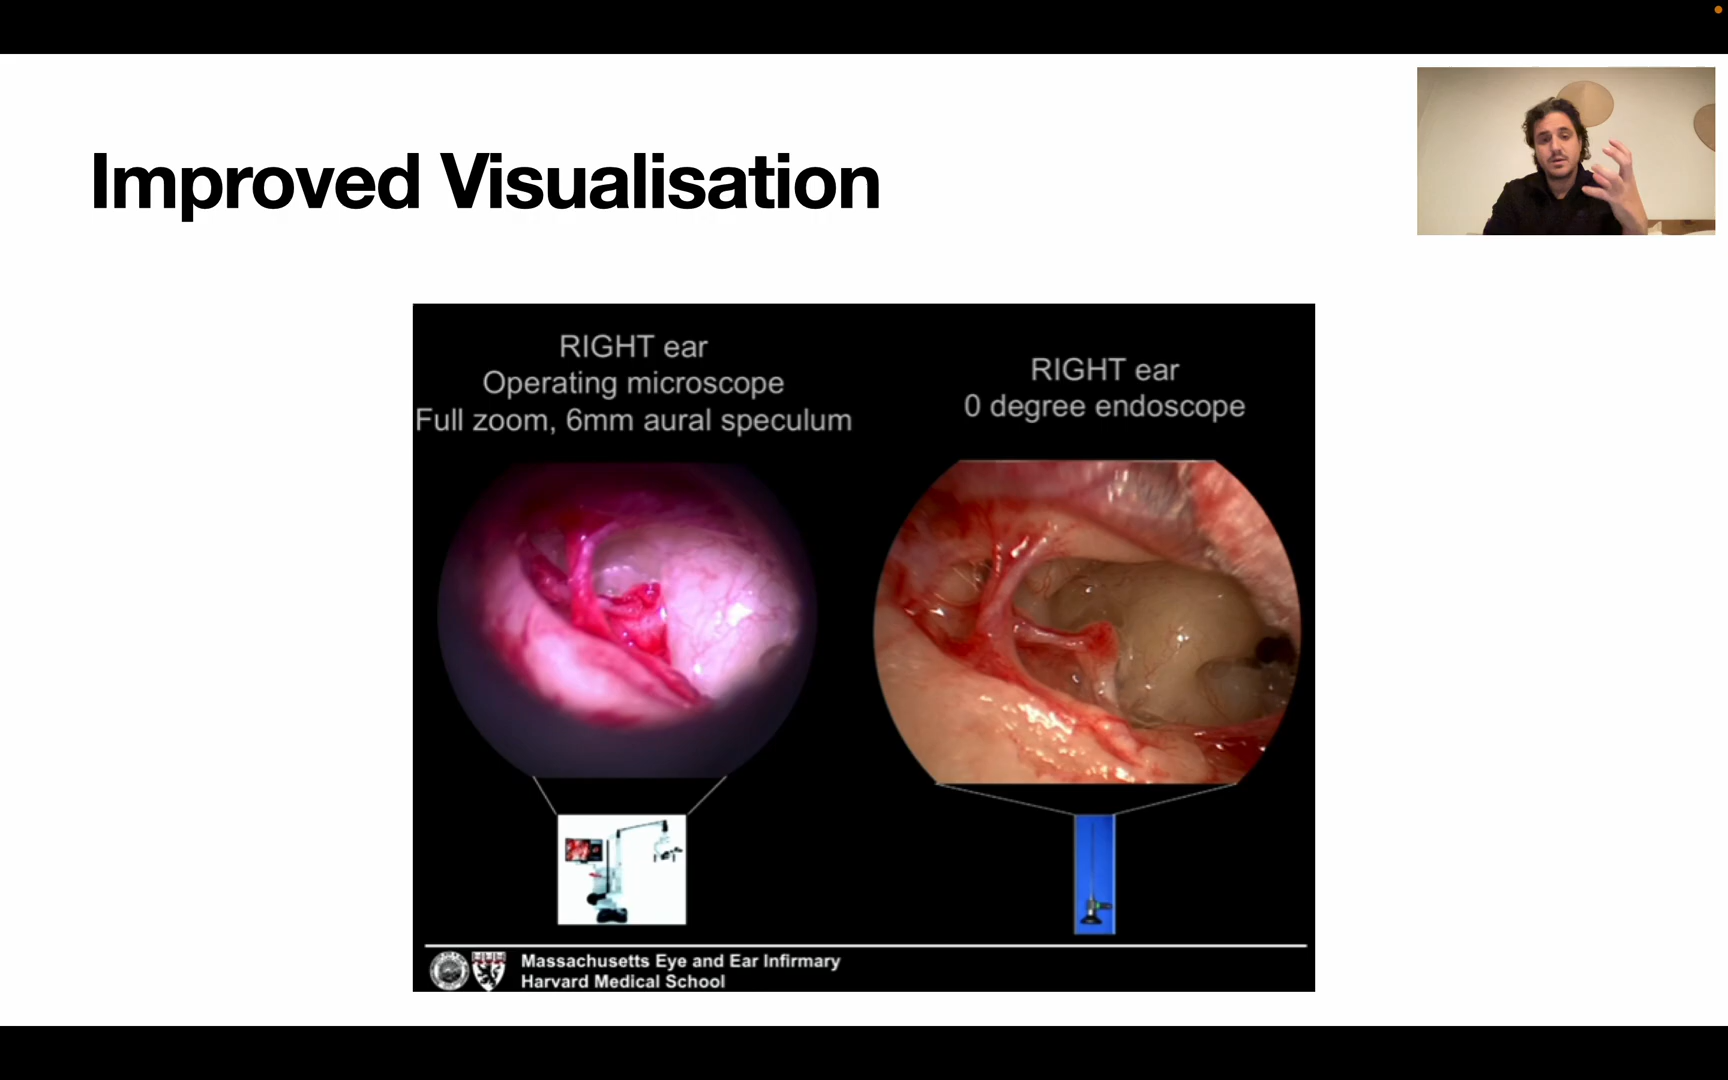 Improved Visualisation
RIGHT ear
Operating microscope
Full zoom, 6mm aural speculum
RIGHT ear
0 degree endoscope
Massachusetts Eye and Ear Infirmary
Harvard Medical School